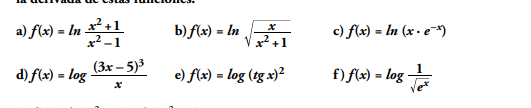 la derivada de estas funciones.
a) f(x) = ln (x² + 1)/(x² – 1) b) f(x) = ln √(x/(x² + 1)) c) f(x) = ln (x · e⁻ˣ)
d) f(x) = log (3x – 5)³/x e) f(x) = log (tg x)² f) f(x) = log 1/√(eˣ)